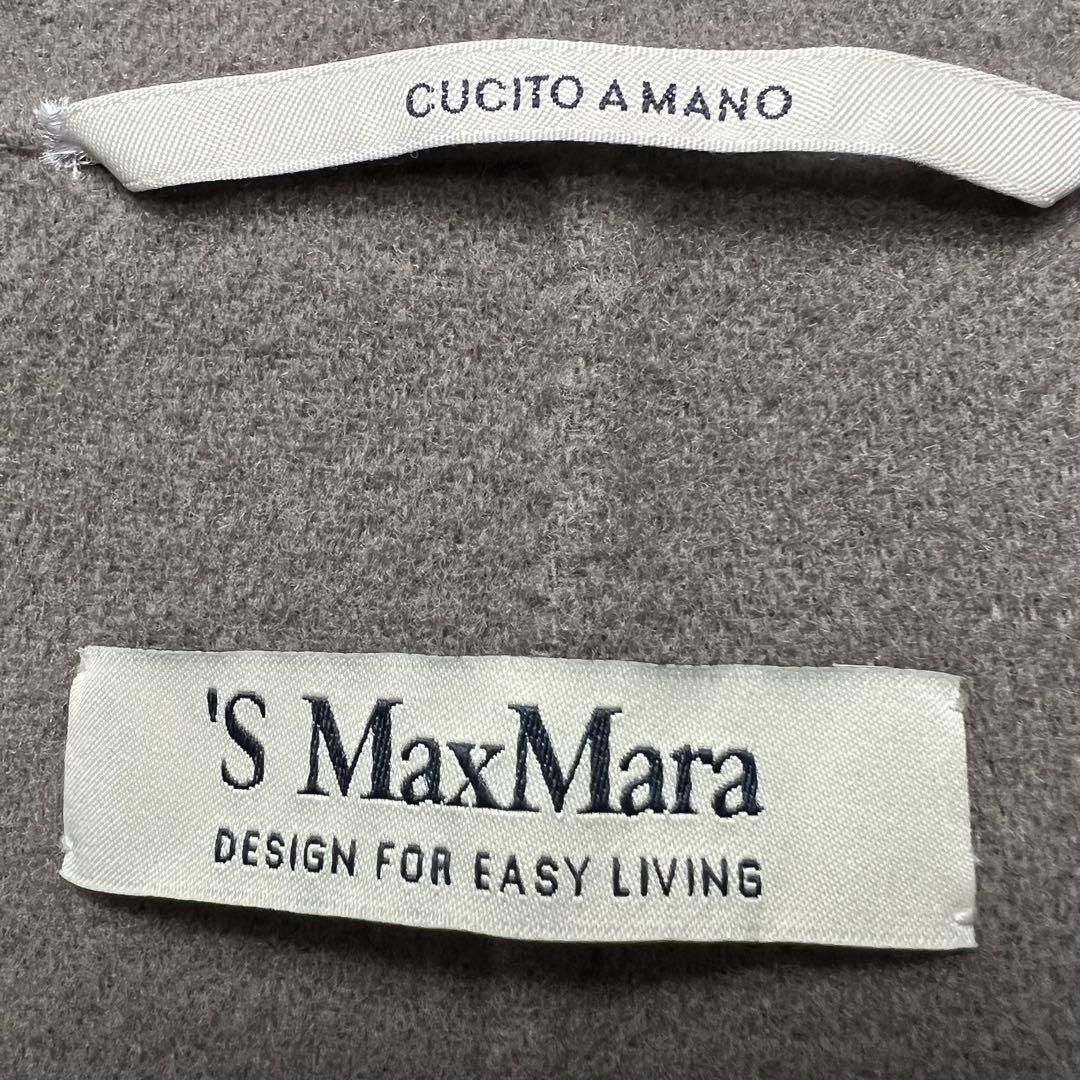 CUCITO A MANO
'S MaxMara
DESIGN FOR EASY LIVING